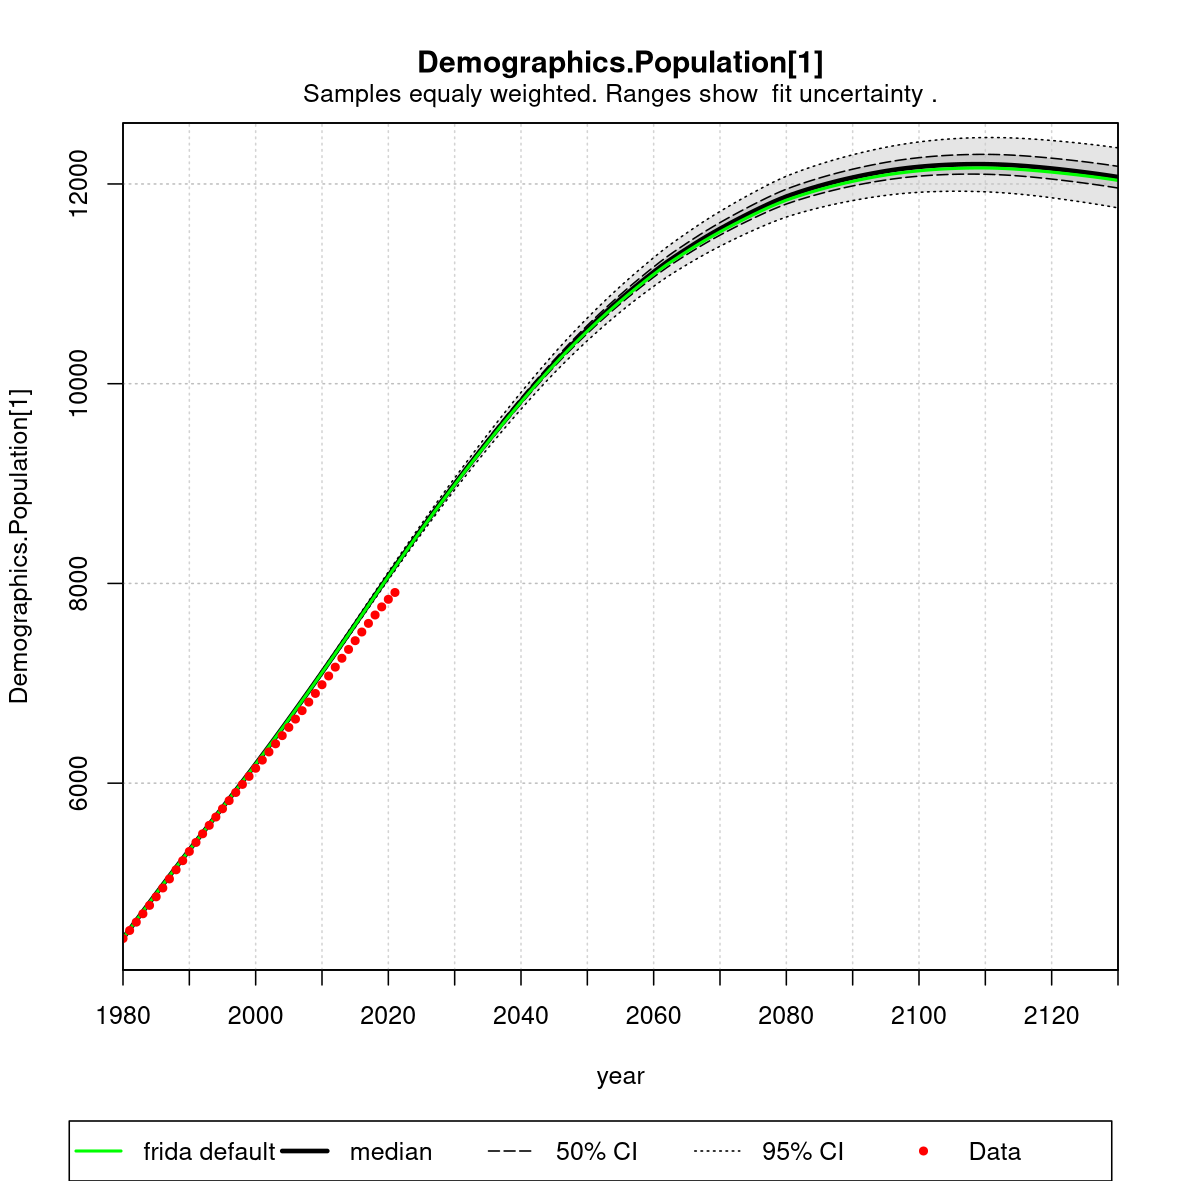 Demographics.Population[1]
Samples equaly weighted. Ranges show  fit uncertainty .
Demographics.Population[1]
12000
10000
8000
6000
1980 2000 2020 2040 2060 2080 2100 2120
year
frida default median 50% CI 95% CI Data